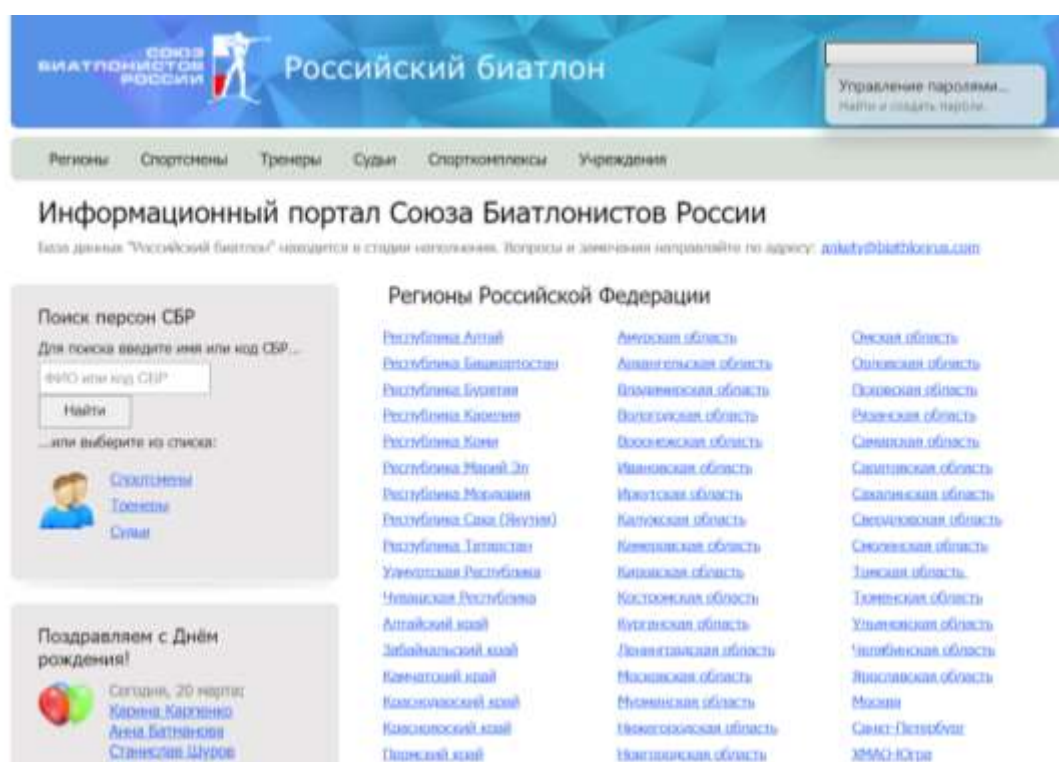 СОЮЗ
БИАТЛОНИСТОВ
РОССИИ
Российский биатлон
Управление паролями...
Найти и создать пароли.
Регионы Спортсмены Тренеры Судьи Спорткомплексы Учреждения
Информационный портал Союза Биатлонистов России
База данных "Российский биатлон" находится в стадии наполнения. Вопросы и замечания направляйте по адресу: ankety@biathlonrus.com
Поиск персон СБР
Для поиска введите имя или код СБР...
ФИО или код СБР
Найти
...или выберите из списка:
Спортсмены
Тренеры
Судьи
Поздравляем с Днём
рождения!
Сегодня, 20 марта:
Карина Карпенко
Анна Батманова
Станислав Шуров
Регионы Российской Федерации
Республика Алтай Амурская область Омская область
Республика Башкортостан Архангельская область Орловская область
Республика Бурятия Владимирская область Псковская область
Республика Карелия Вологодская область Рязанская область
Республика Коми Воронежская область Самарская область
Республика Марий Эл Ивановская область Саратовская область
Республика Мордовия Иркутская область Сахалинская область
Республика Саха (Якутия) Калужская область Свердловская область
Республика Татарстан Кемеровская область Смоленская область
Удмуртская Республика Кировская область Томская область
Чувашская Республика Костромская область Тюменская область
Алтайский край Курганская область Ульяновская область
Забайкальский край Ленинградская область Челябинская область
Камчатский край Московская область Ярославская область
Краснодарский край Мурманская область Москва
Красноярский край Нижегородская область Санкт-Петербург
Пермский край Новгородская область ХМАО-Югра